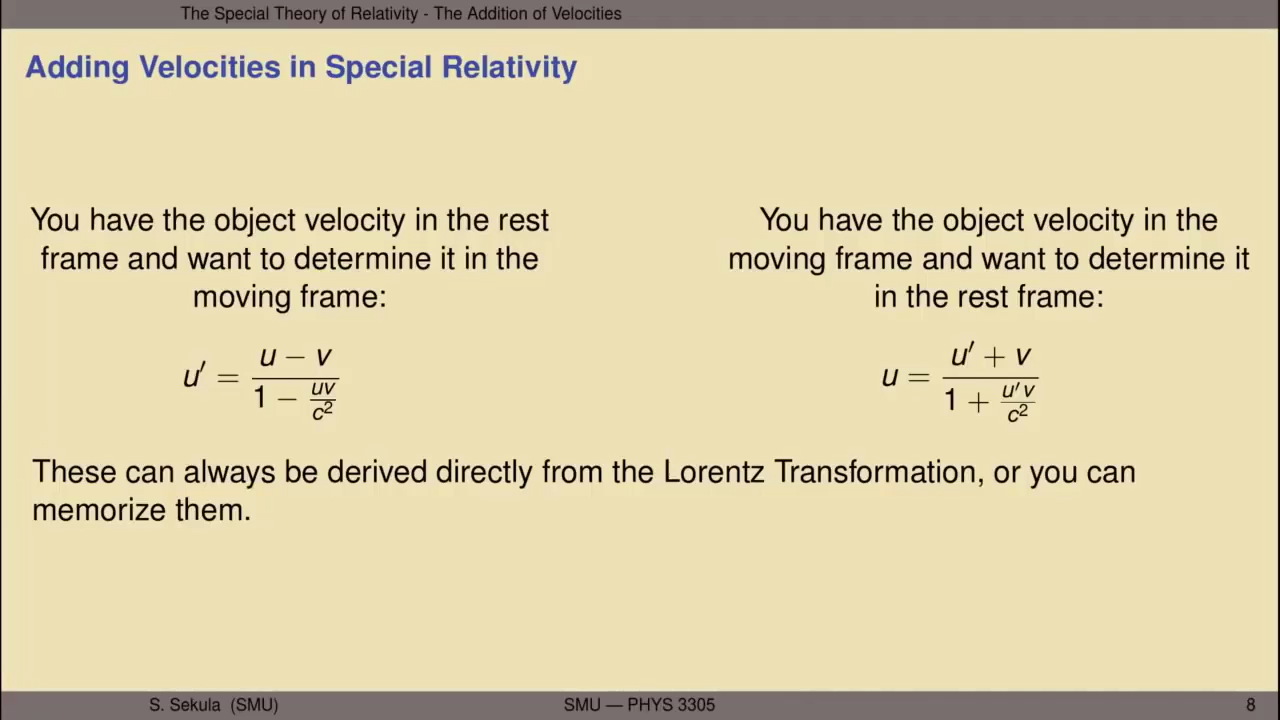 The Special Theory of Relativity - The Addition of Velocities
Adding Velocities in Special Relativity
You have the object velocity in the rest
frame and want to determine it in the
moving frame:
u′ = (u − v) / (1 − uv/c²)
You have the object velocity in the
moving frame and want to determine it
in the rest frame:
u = (u′ + v) / (1 + u′v/c²)
These can always be derived directly from the Lorentz Transformation, or you can
memorize them.
S. Sekula (SMU) SMU — PHYS 3305 8